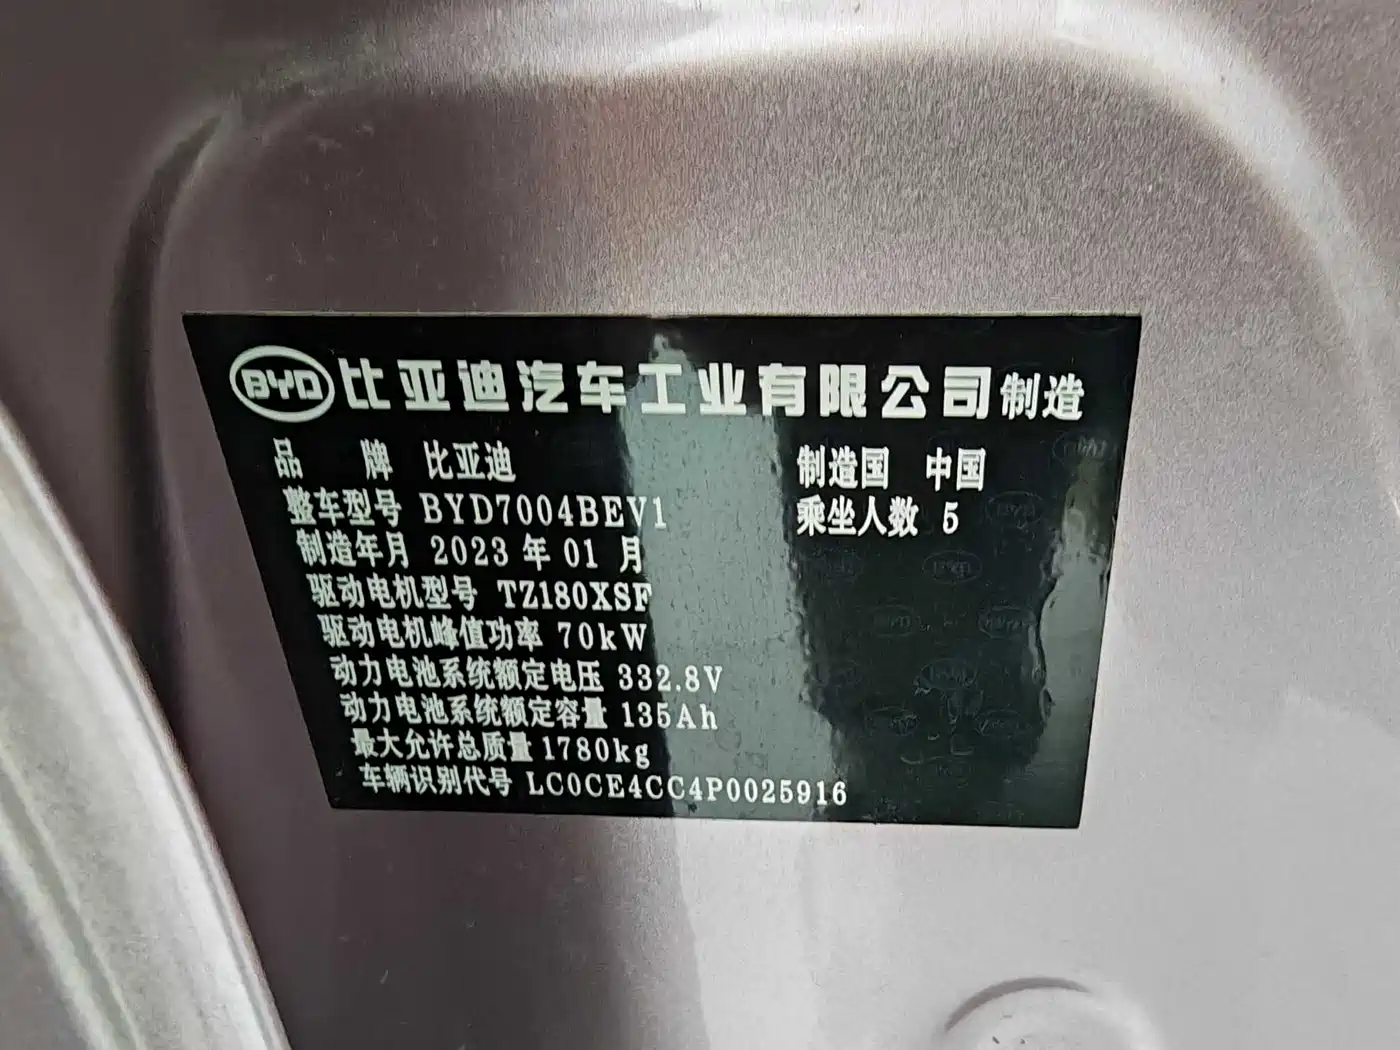 BYD 比亚迪汽车工业有限公司制造
品 牌 比亚迪 制造国 中国
整车型号 BYD7004BEV1 乘坐人数 5
制造年月 2023 年 01 月
驱动电机型号 TZ180XSF
驱动电机峰值功率 70kW
动力电池系统额定电压 332.8V
动力电池系统额定容量 135Ah
最大允许总质量 1780kg
车辆识别代号 LC0CE4CC4P0025916